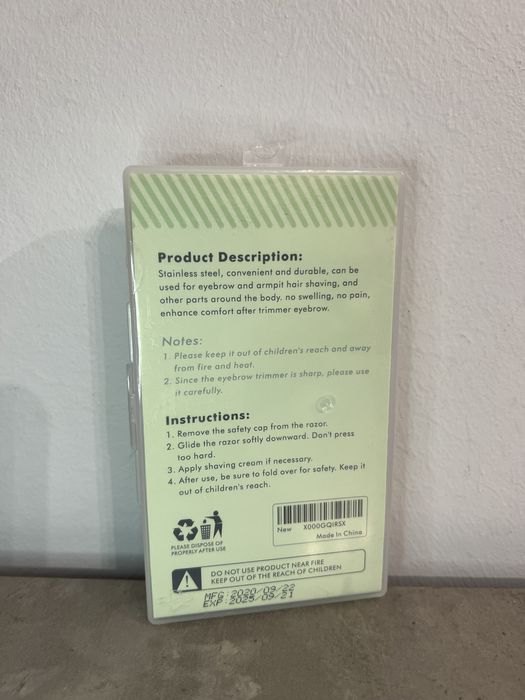 Product Description:
Stainless steel, convenient and durable, can be
used for eyebrow and armpit hair shaving, and
other parts around the body. no swelling, no pain,
enhance comfort after trimmer eyebrow.
Notes:
1. Please keep it out of children's reach and away
from fire and heat.
2. Since the eyebrow trimmer is sharp, please use
it carefully.
Instructions:
1. Remove the safety cap from the razor.
2. Glide the razor softly downward. Don't press
too hard.
3. Apply shaving cream if necessary.
4. After use, be sure to fold over for safety. Keep it
out of children's reach.
PLEASE DISPOSE OF
PROPERLY AFTER USE
New X000GQIRSX
Made In China
DO NOT USE PRODUCT NEAR FIRE
KEEP OUT OF THE REACH OF CHILDREN
MFG:2020/09/22
EXP:2025/09/21